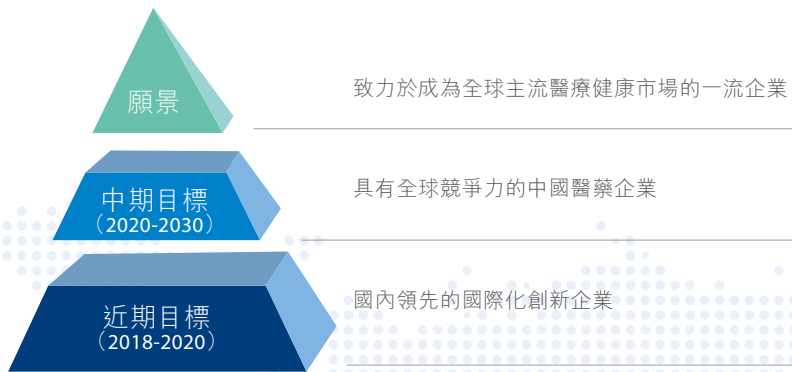 願景
致力於成為全球主流醫療健康市場的一流企業
中期目標
（2020-2030）
具有全球競爭力的中國醫藥企業
近期目標
（2018-2020）
國內領先的國際化創新企業